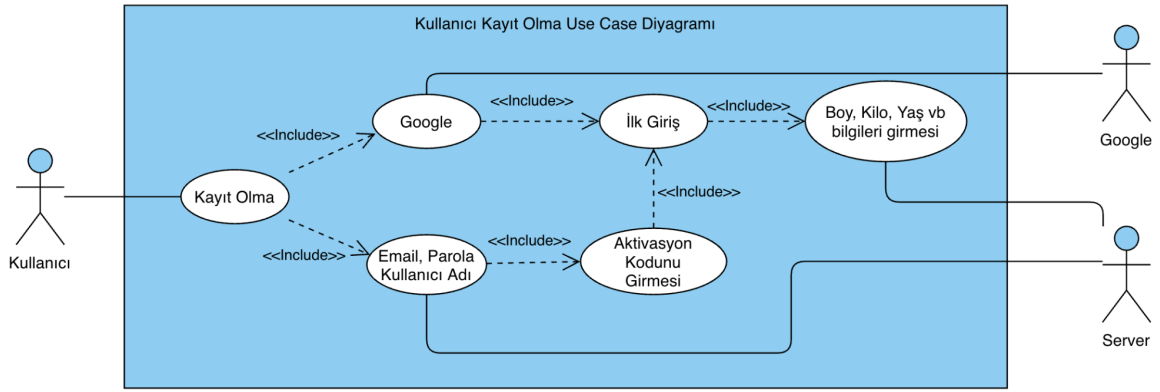 Kullanıcı Kayıt Olma Use Case Diyagramı
Google
<<Include>>
Google
<<Include>>
İlk Giriş
<<Include>>
Boy, Kilo, Yaş vb
bilgileri girmesi
Kullanıcı
Kayıt Olma
<<Include>>
Email, Parola
Kullanıcı Adı
<<Include>>
Aktivasyon
Kodunu
Girmesi
<<Include>>
Server